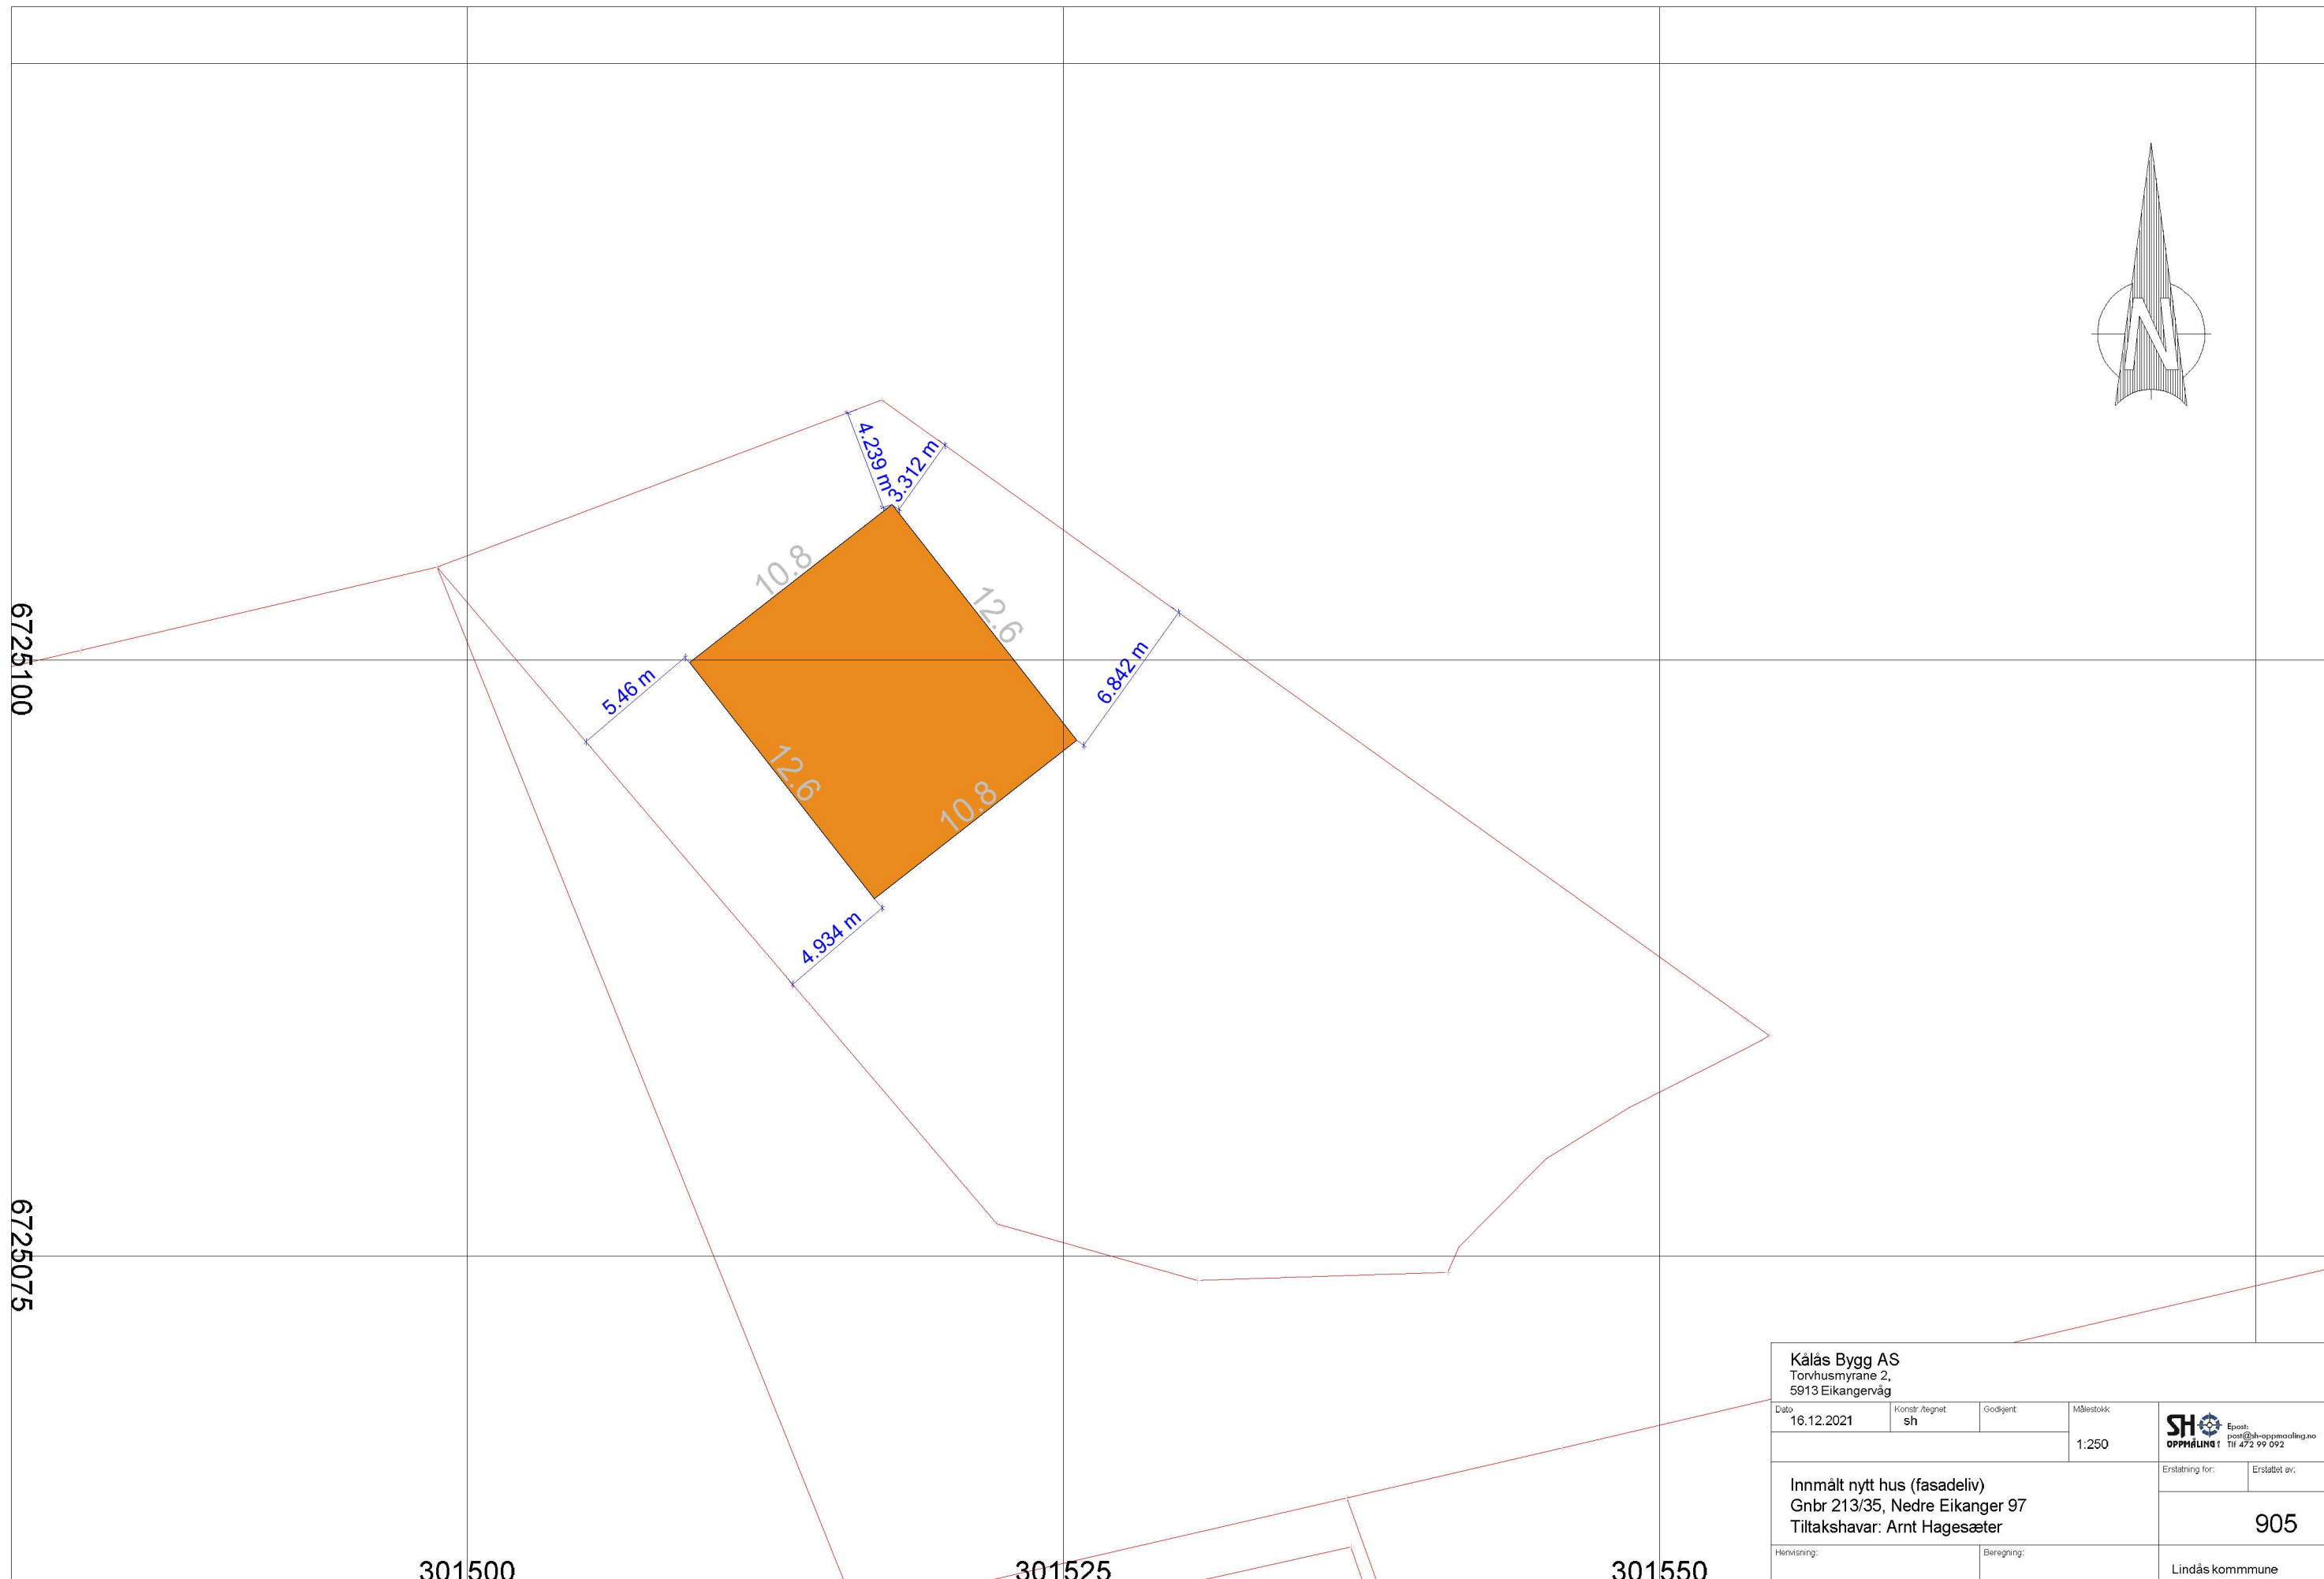 4.239 m
3.312 m
10.8
12.6
6725100
5.46 m
6.842 m
12.6
10.8
4.934 m
6725075
N
Kålås Bygg AS
Torvhusmyrane 2,
5913 Eikangervåg
Dato
16.12.2021
Konstr./tegnet
sh
Godkjent
Målestokk
1:250
SH
OPPMÅLING
Epost:
post@sh-oppmaaling.no
Tlf 472 99 092
Innmålt nytt hus (fasadeliv)
Gnbr 213/35, Nedre Eikanger 97
Tiltakshavar: Arnt Hagesæter
Erstatning for:
Erstattet av:
905
Henvisning:
Beregning:
Lindås kommmune
301500
301525
301550